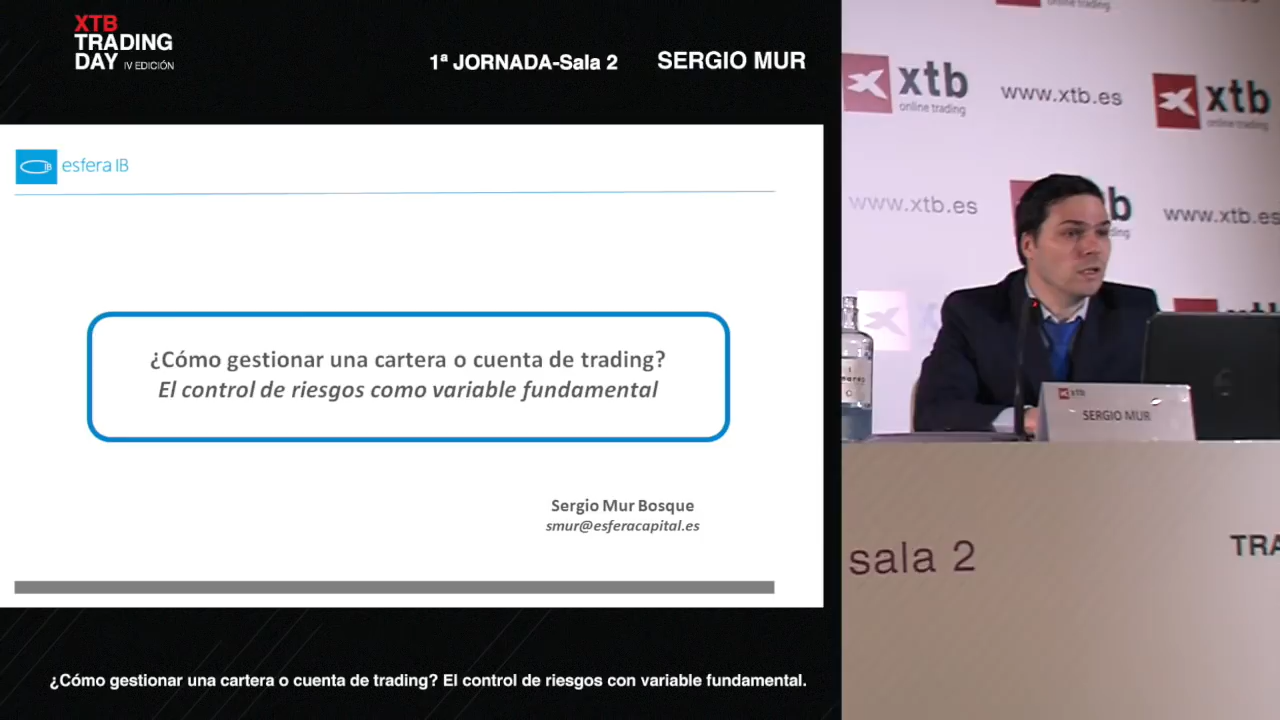 XTB
TRADING
DAY IV EDICIÓN
1ª JORNADA-Sala 2
SERGIO MUR
esfera IB
¿Cómo gestionar una cartera o cuenta de trading?
El control de riesgos como variable fundamental
Sergio Mur Bosque
smur@esferacapital.es
¿Cómo gestionar una cartera o cuenta de trading? El control de riesgos con variable fundamental.
online trading
xtb
online trading
www.xtb.es
xtb
online trading
www.xtb.es
www.xtb.es
xtb
SERGIO MUR
sala 2
TRA